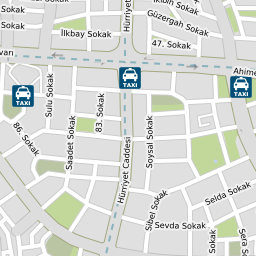 İlkbay Sokak
Hürriyet
Güzergah Sokak
47. Sokak
van
Ahime
TAXI
TAXI
TAXI
Sulu Sokak
83. Sokak
86. Sokak
Saadet Sokak
Hürriyet Caddesi
Soysal Sokak
Selda Sokak
Sibel Sokak
Sevda Sokak
Sera S